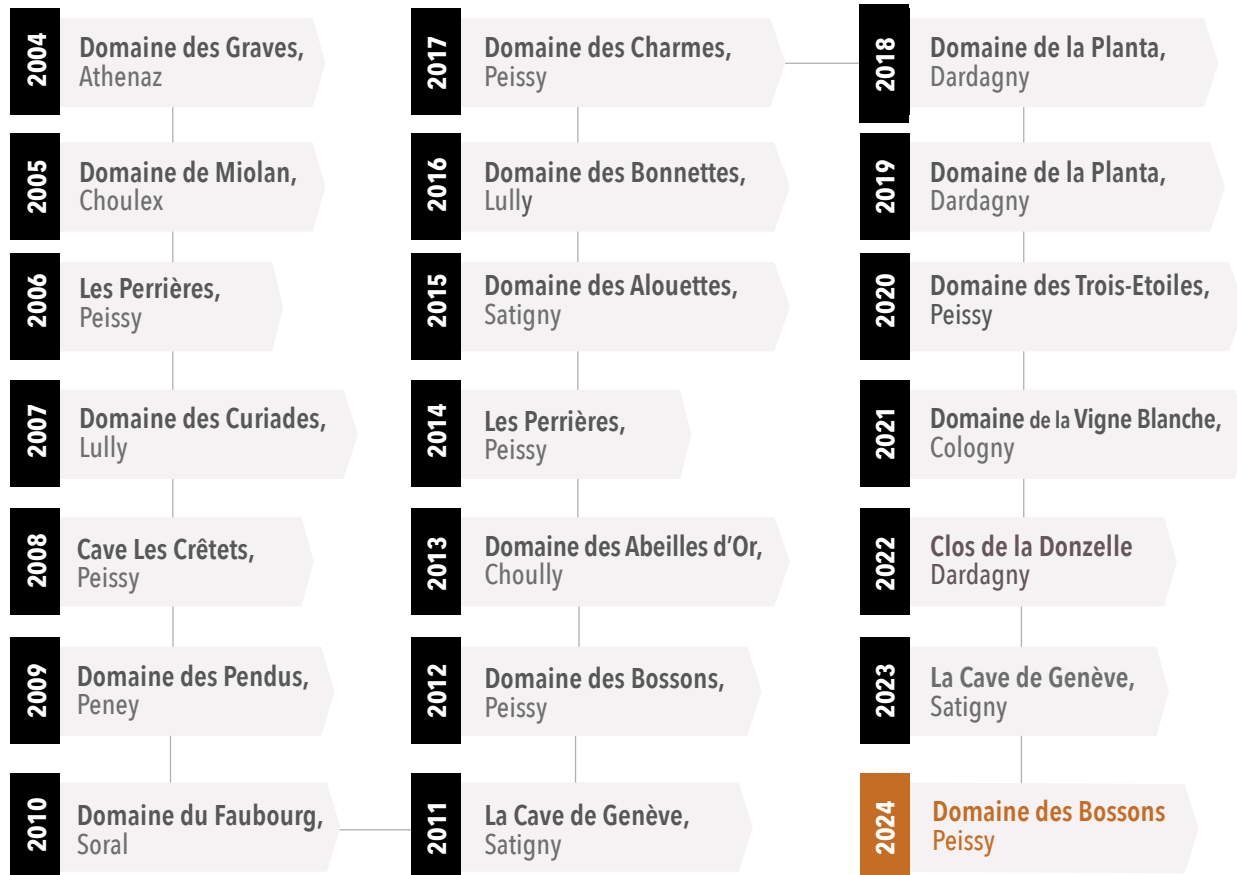 2004
Domaine des Graves,
Athenaz
2005
Domaine de Miolan,
Choulex
2006
Les Perrières,
Peissy
2007
Domaine des Curiades,
Lully
2008
Cave Les Crêtets,
Peissy
2009
Domaine des Pendus,
Peney
2010
Domaine du Faubourg,
Soral
2011
La Cave de Genève,
Satigny
2012
Domaine des Bossons,
Peissy
2013
Domaine des Abeilles d’Or,
Choully
2014
Les Perrières,
Peissy
2015
Domaine des Alouettes,
Satigny
2016
Domaine des Bonnettes,
Lully
2017
Domaine des Charmes,
Peissy
2018
Domaine de la Planta,
Dardagny
2019
Domaine de la Planta,
Dardagny
2020
Domaine des Trois-Etoiles,
Peissy
2021
Domaine de la Vigne Blanche,
Cologny
2022
Clos de la Donzelle
Dardagny
2023
La Cave de Genève,
Satigny
2024
Domaine des Bossons
Peissy